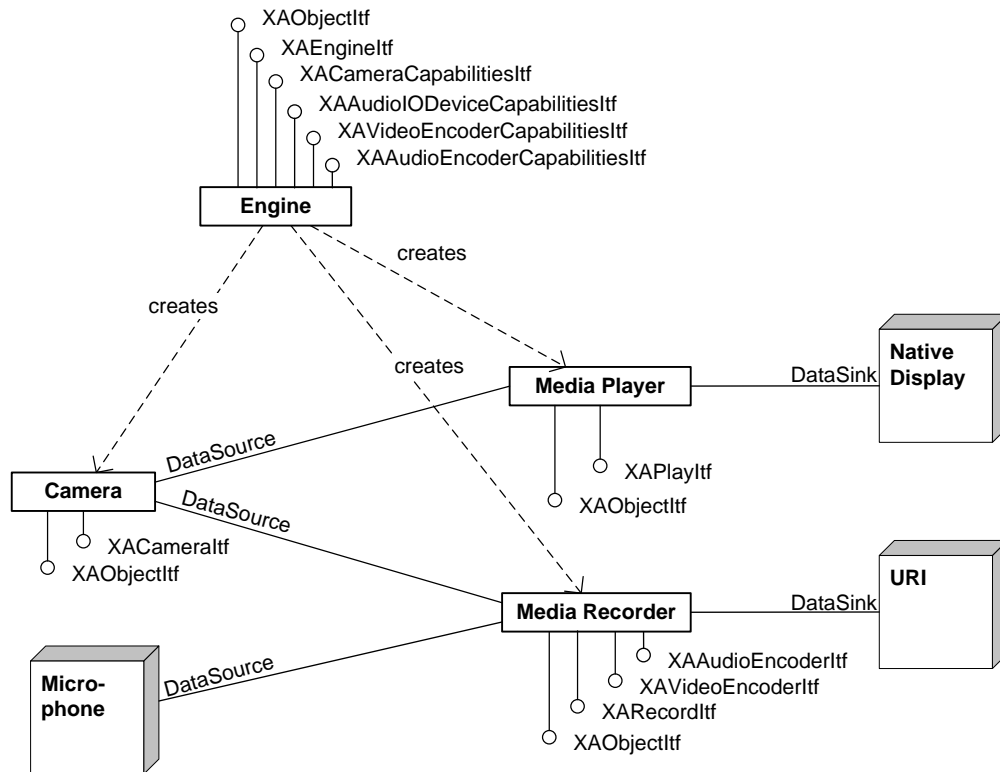 XAObjectItf
XAEngineItf
XACameraCapabilitiesItf
XAAudioIODeviceCapabilitiesItf
XAVideoEncoderCapabilitiesItf
XAAudioEncoderCapabilitiesItf
Engine
creates
creates
creates
Native
Display
Media Player
DataSink
DataSource
XAPlayItf
XAObjectItf
Camera
DataSource
XACameraItf
XAObjectItf
URI
Media Recorder
DataSink
DataSource
XAAudioEncoderItf
XAVideoEncoderItf
XARecordItf
XAObjectItf
Micro-
phone